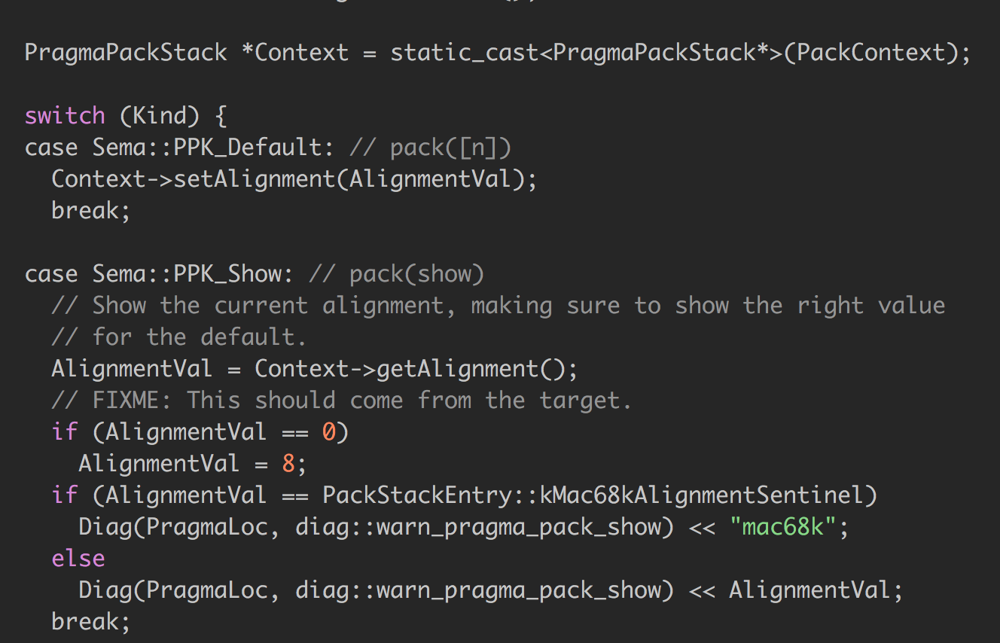 PragmaPackStack *Context = static_cast<PragmaPackStack*>(PackContext);
switch (Kind) {
case Sema::PPK_Default: // pack([n])
  Context->setAlignment(AlignmentVal);
  break;
case Sema::PPK_Show: // pack(show)
  // Show the current alignment, making sure to show the right value
  // for the default.
  AlignmentVal = Context->getAlignment();
  // FIXME: This should come from the target.
  if (AlignmentVal == 0)
    AlignmentVal = 8;
  if (AlignmentVal == PackStackEntry::kMac68kAlignmentSentinel)
    Diag(PragmaLoc, diag::warn_pragma_pack_show) << "mac68k";
  else
    Diag(PragmaLoc, diag::warn_pragma_pack_show) << AlignmentVal;
  break;